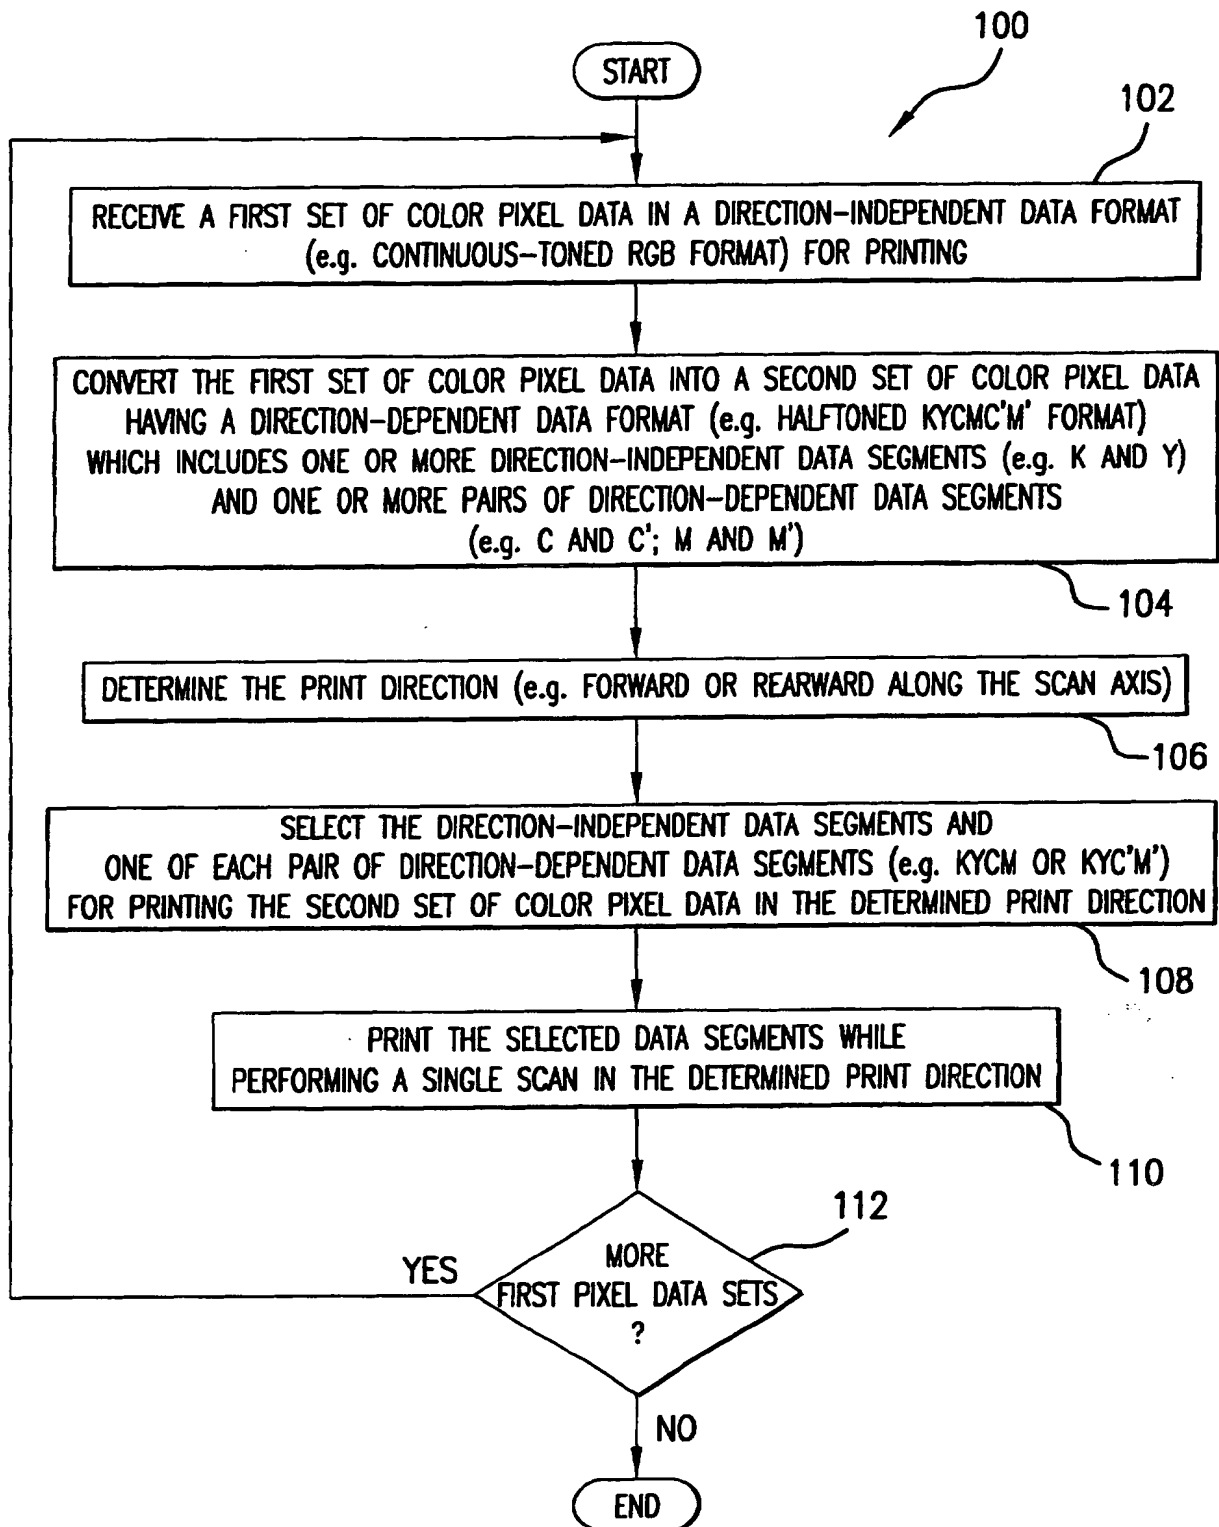 100
START
102
RECEIVE A FIRST SET OF COLOR PIXEL DATA IN A DIRECTION-INDEPENDENT DATA FORMAT
(e.g. CONTINUOUS-TONED RGB FORMAT) FOR PRINTING
CONVERT THE FIRST SET OF COLOR PIXEL DATA INTO A SECOND SET OF COLOR PIXEL DATA
HAVING A DIRECTION-DEPENDENT DATA FORMAT (e.g. HALFTONED KYCMC'M' FORMAT)
WHICH INCLUDES ONE OR MORE DIRECTION-INDEPENDENT DATA SEGMENTS (e.g. K AND Y)
AND ONE OR MORE PAIRS OF DIRECTION-DEPENDENT DATA SEGMENTS
(e.g. C AND C'; M AND M')
104
DETERMINE THE PRINT DIRECTION (e.g. FORWARD OR REARWARD ALONG THE SCAN AXIS)
106
SELECT THE DIRECTION-INDEPENDENT DATA SEGMENTS AND
ONE OF EACH PAIR OF DIRECTION-DEPENDENT DATA SEGMENTS (e.g. KYCM OR KYC'M')
FOR PRINTING THE SECOND SET OF COLOR PIXEL DATA IN THE DETERMINED PRINT DIRECTION
108
PRINT THE SELECTED DATA SEGMENTS WHILE
PERFORMING A SINGLE SCAN IN THE DETERMINED PRINT DIRECTION
110
112
YES
MORE
FIRST PIXEL DATA SETS
?
NO
END